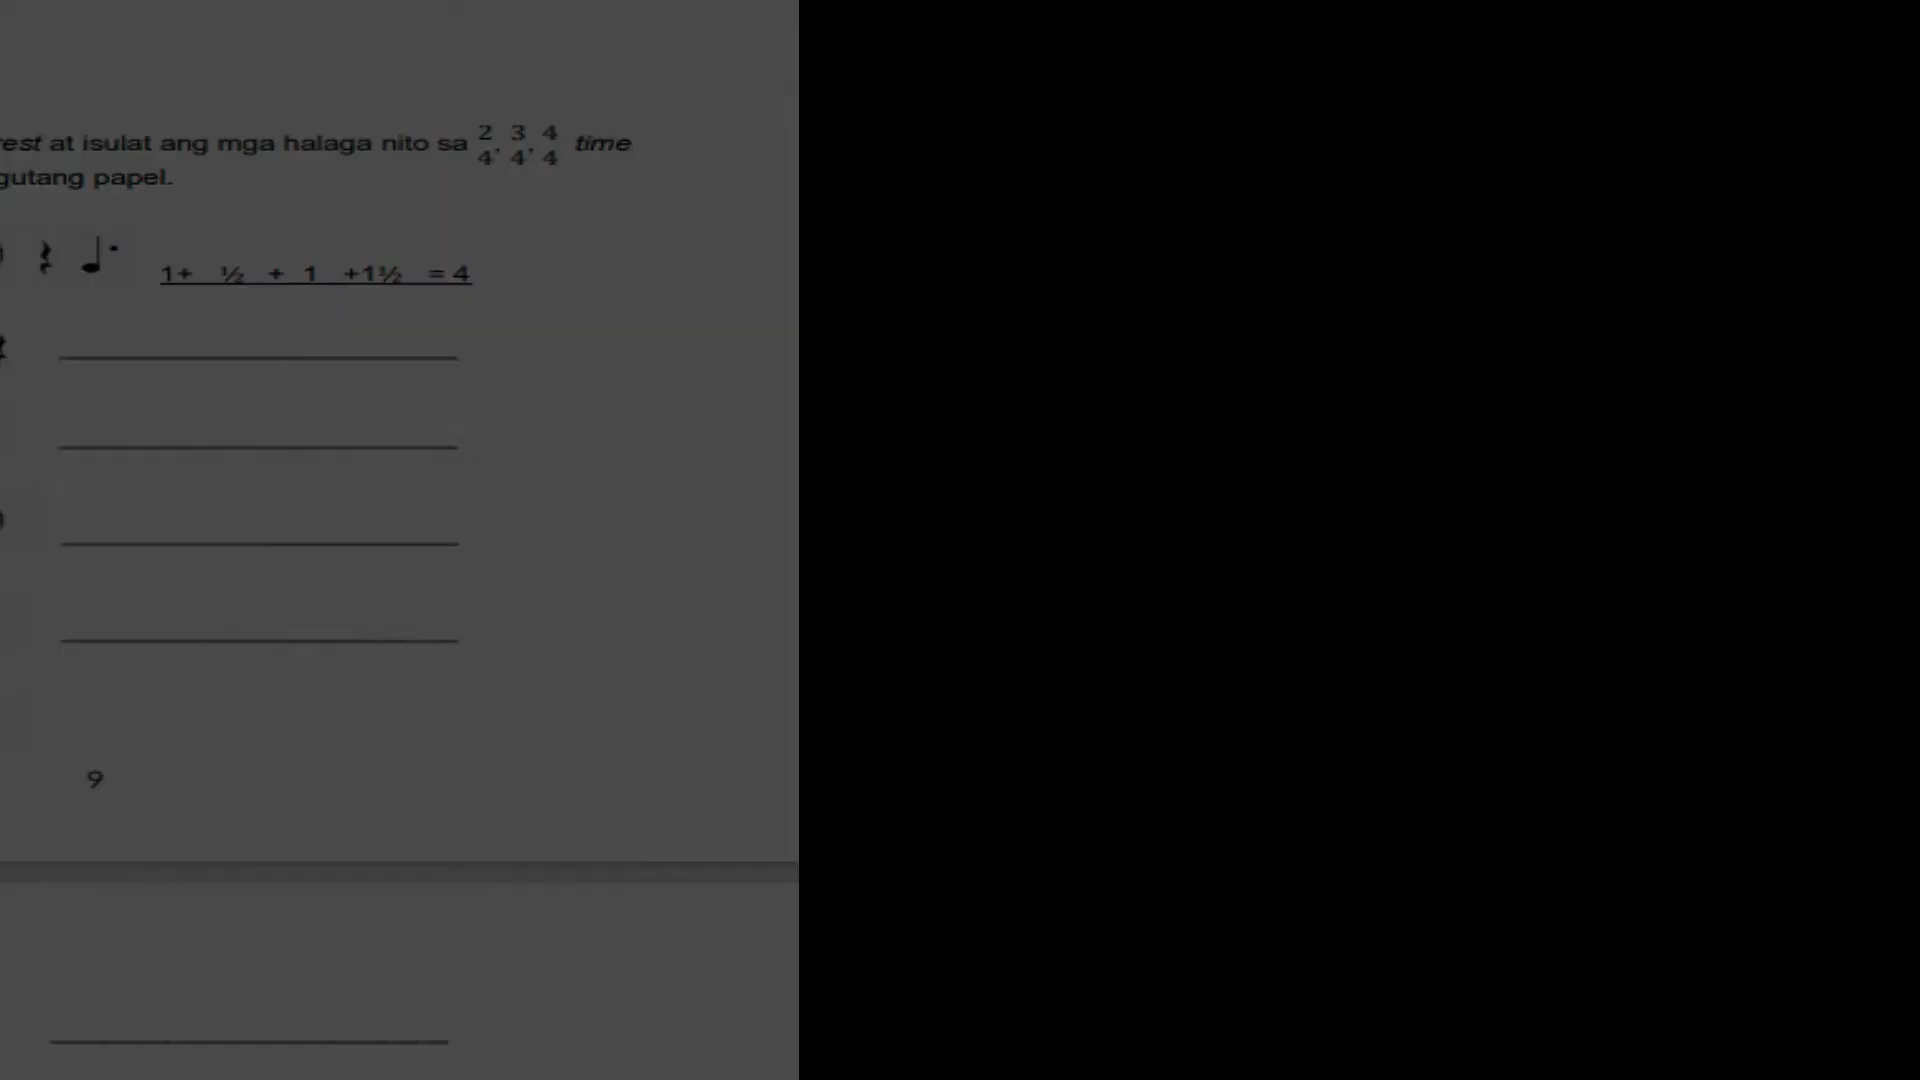 rest at isulat ang mga halaga nito sa 2/4, 3/4, 4/4 time
gutang papel.
1+ ½ + 1 +1½ = 4
9